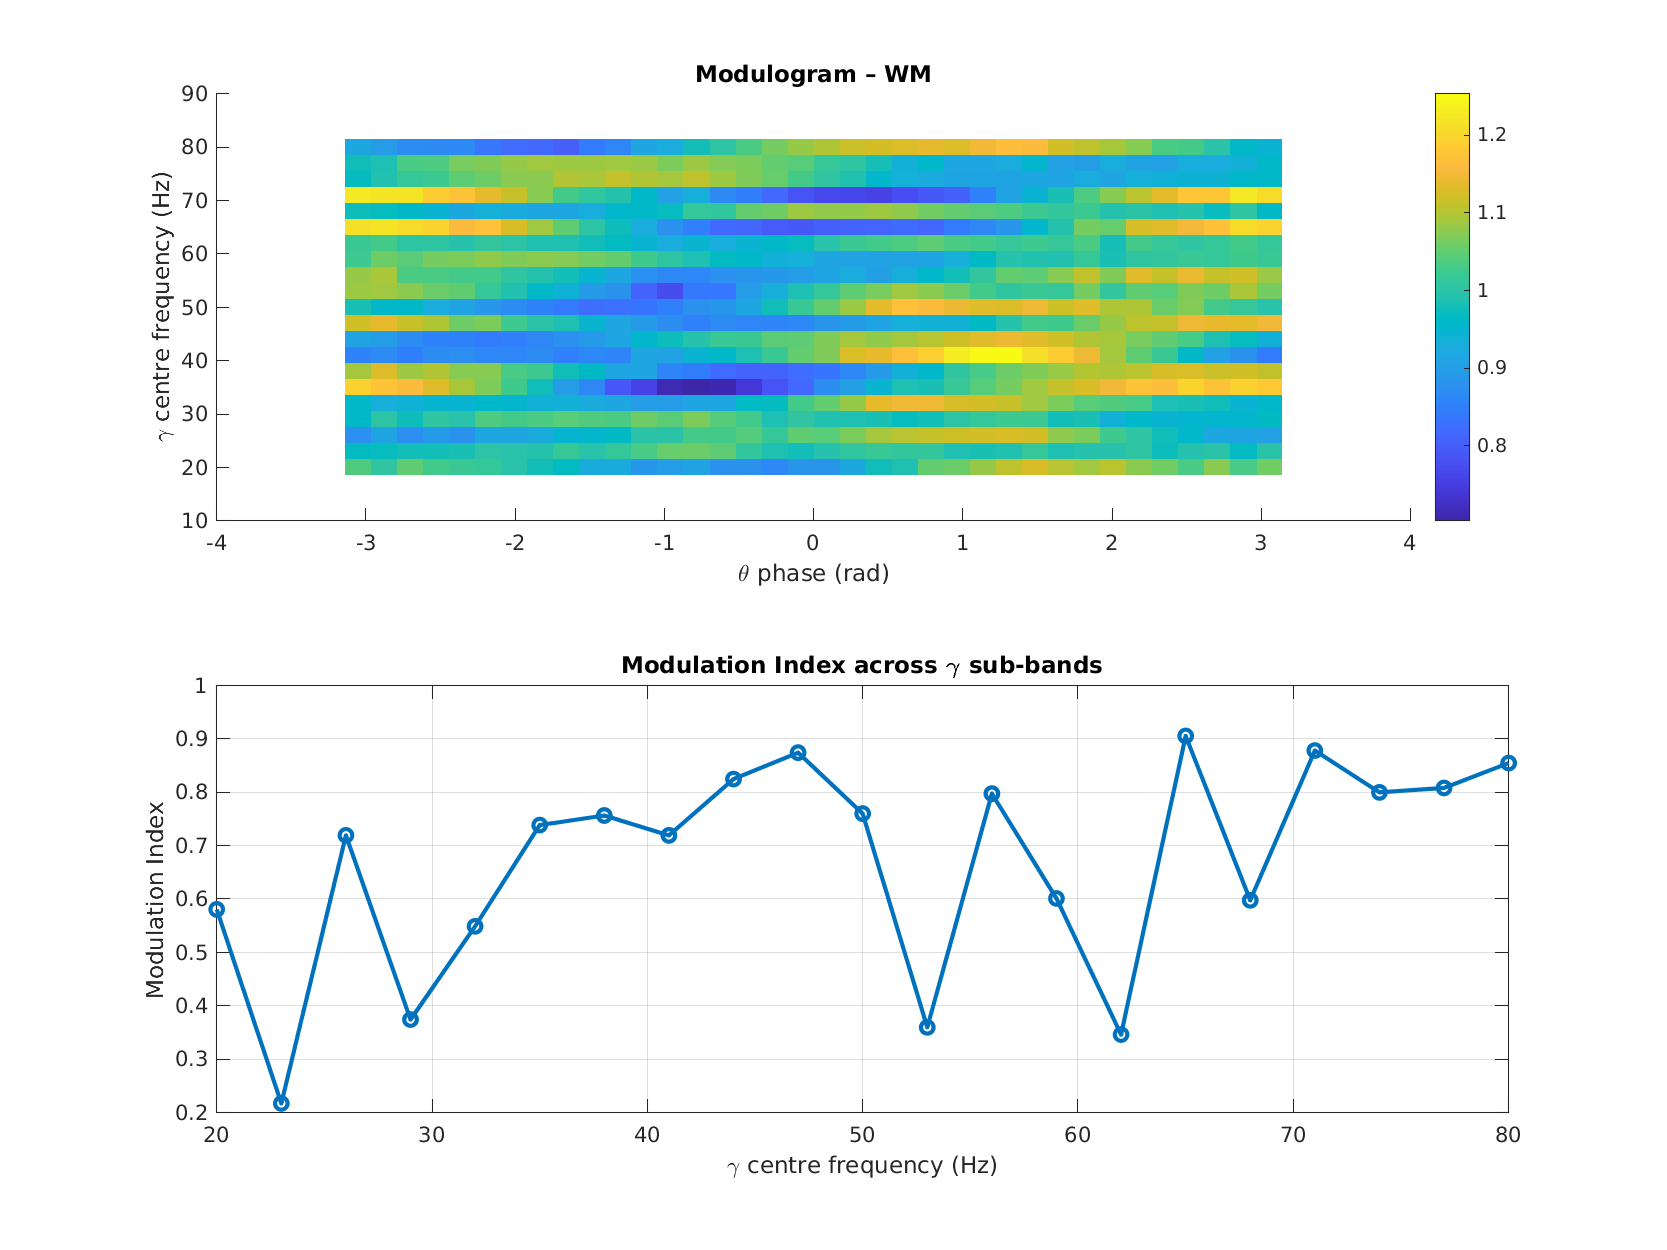 Modulogram – WM
γ centre frequency (Hz)
90
80
70
60
50
40
30
20
10
-4 -3 -2 -1 0 1 2 3 4
θ phase (rad)
1.2
1.1
1
0.9
0.8
Modulation Index across γ sub-bands
Modulation Index
1
0.9
0.8
0.7
0.6
0.5
0.4
0.3
0.2
20 30 40 50 60 70 80
γ centre frequency (Hz)